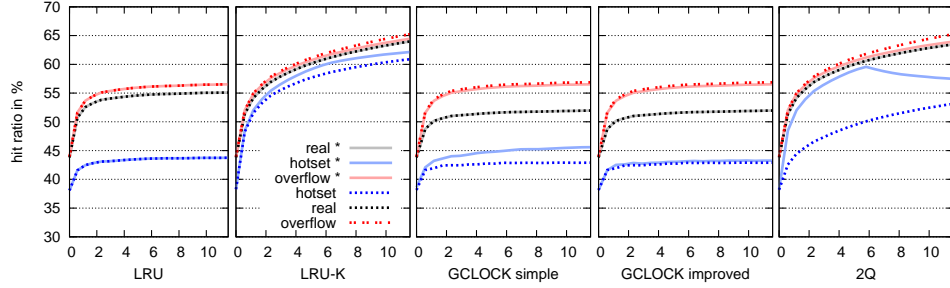 hit ratio in %
70
65
60
55
50
45
40
35
30
real *
hotset *
overflow *
hotset
real
overflow
0 2 4 6 8 10 0 2 4 6 8 10 0 2 4 6 8 10 0 2 4 6 8 10 0 2 4 6 8 10
LRU LRU-K GCLOCK simple GCLOCK improved 2Q